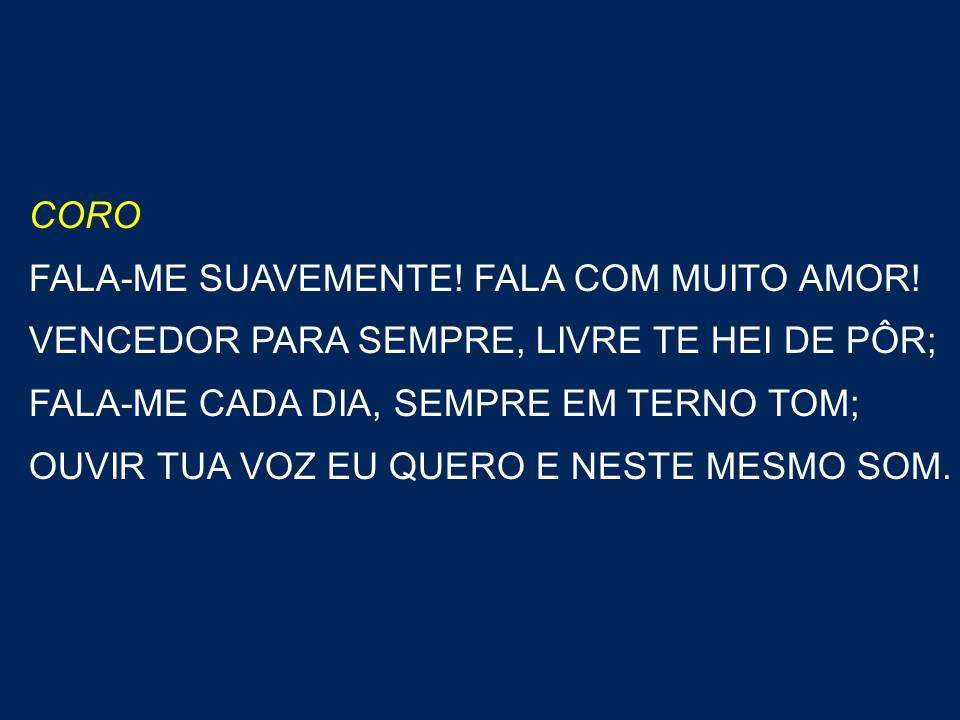 CORO
FALA-ME SUAVEMENTE! FALA COM MUITO AMOR!
VENCEDOR PARA SEMPRE, LIVRE TE HEI DE PÔR;
FALA-ME CADA DIA, SEMPRE EM TERNO TOM;
OUVIR TUA VOZ EU QUERO E NESTE MESMO SOM.